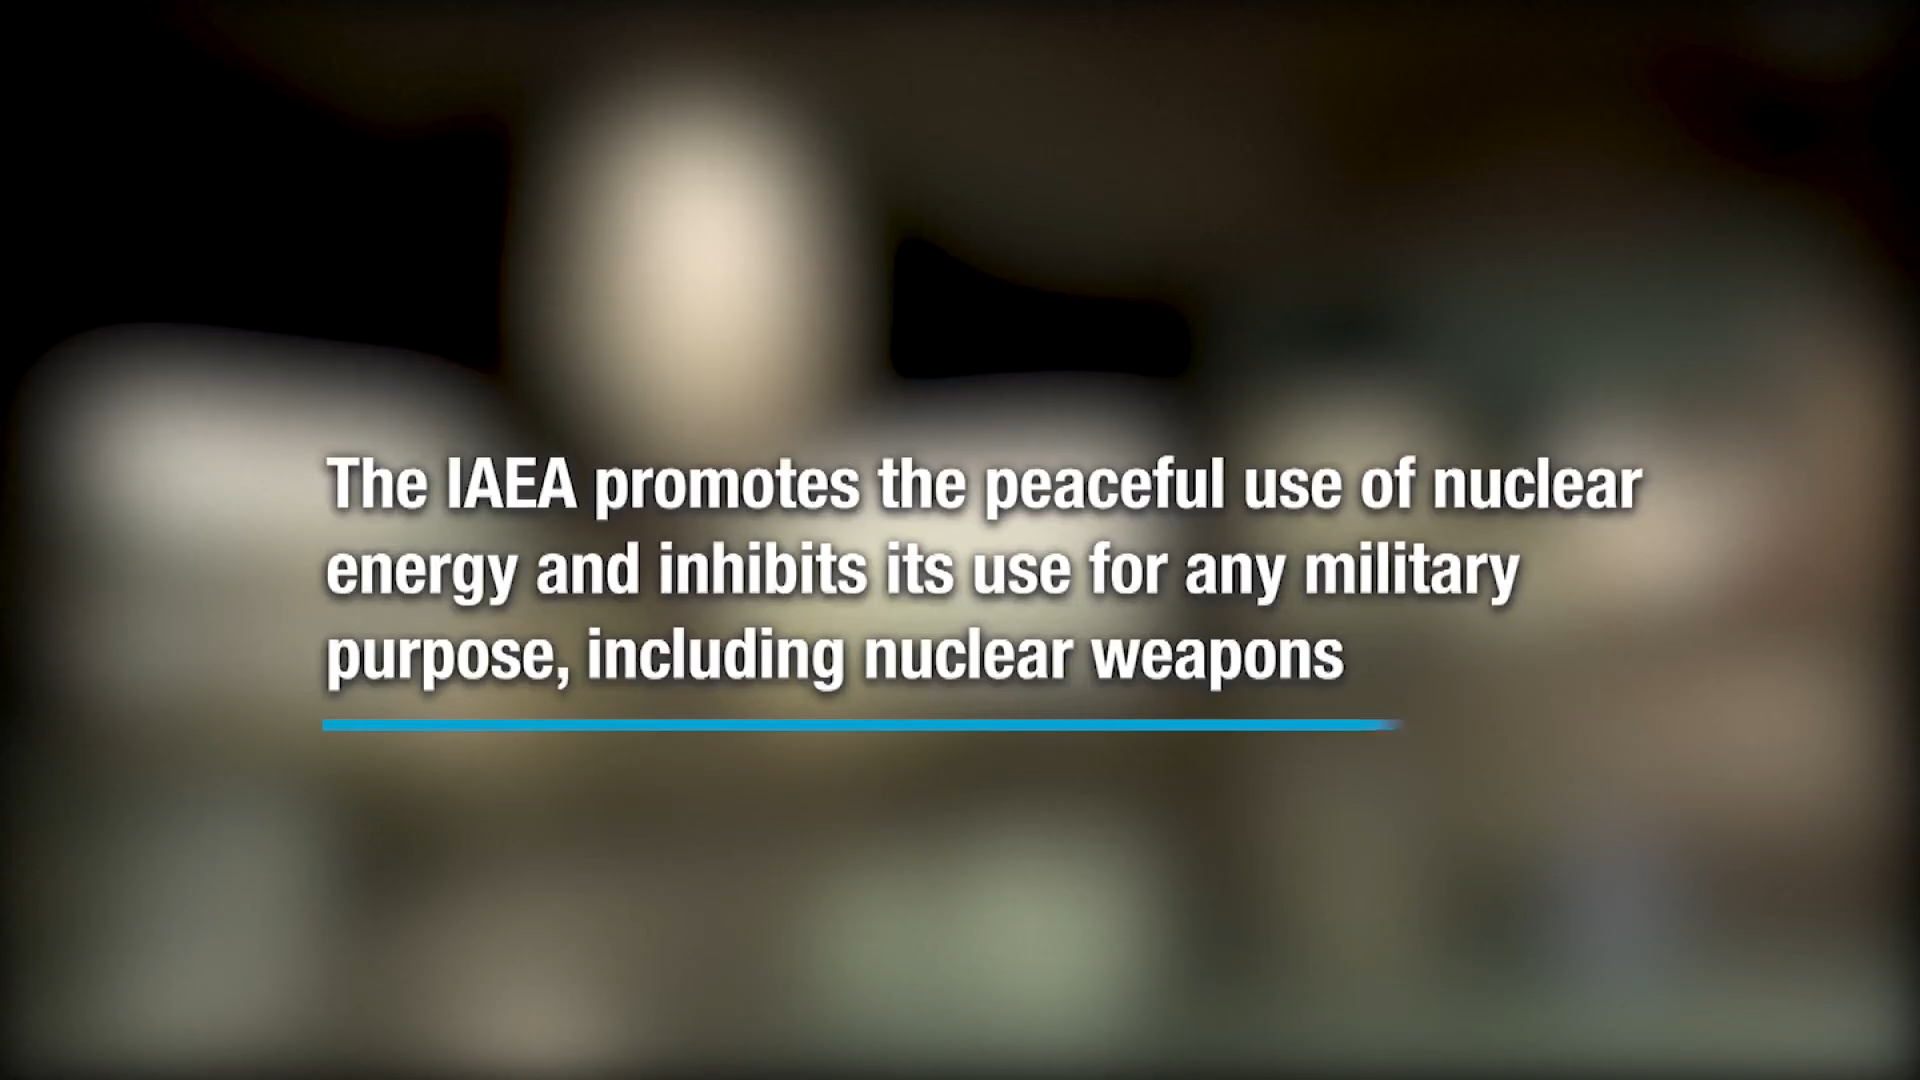 The IAEA promotes the peaceful use of nuclear
energy and inhibits its use for any military
purpose, including nuclear weapons